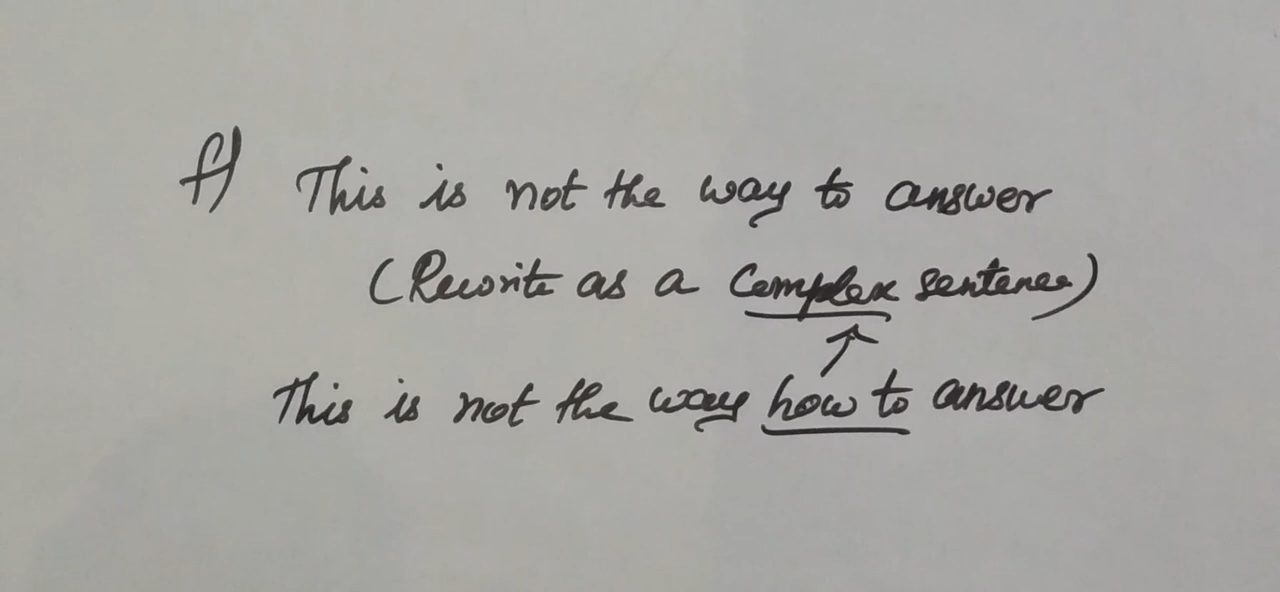 f) This is not the way to answer
(Rewrite as a Complex sentence)
This is not the way how to answer